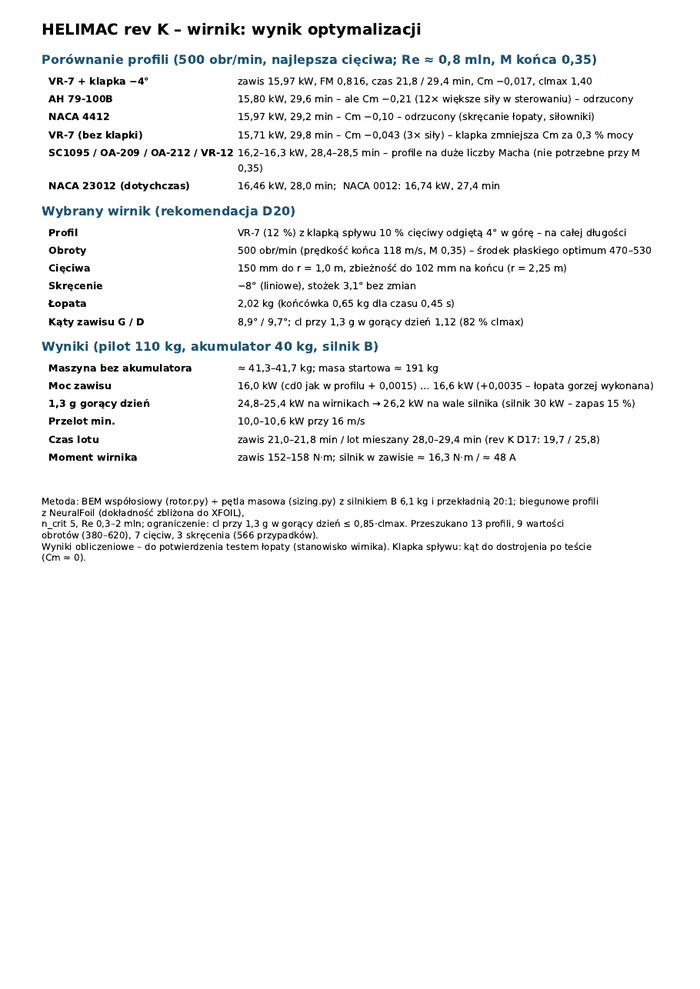 HELIMAC rev K – wirnik: wynik optymalizacji
Porównanie profili (500 obr/min, najlepsza cięciwa; Re ≈ 0,8 mln, M końca 0,35)
VR-7 + klapka −4° zawis 15,97 kW, FM 0,816, czas 21,8 / 29,4 min, Cm −0,017, clmax 1,40
AH 79-100B 15,80 kW, 29,6 min – ale Cm −0,21 (12× większe siły w sterowaniu) – odrzucony
NACA 4412 15,97 kW, 29,2 min – Cm −0,10 – odrzucony (skręcanie łopaty, siłowniki)
VR-7 (bez klapki) 15,71 kW, 29,8 min – Cm −0,043 (3× siły) – klapka zmniejsza Cm za 0,3 % mocy
SC1095 / OA-209 / OA-212 / VR-12 16,2–16,3 kW, 28,4–28,5 min – profile na duże liczby Macha (nie potrzebne przy M
0,35)
NACA 23012 (dotychczas) 16,46 kW, 28,0 min; NACA 0012: 16,74 kW, 27,4 min
Wybrany wirnik (rekomendacja D20)
Profil VR-7 (12 %) z klapką spływu 10 % cięciwy odgiętą 4° w górę – na całej długości
Obroty 500 obr/min (prędkość końca 118 m/s, M 0,35) – środek płaskiego optimum 470–530
Cięciwa 150 mm do r = 1,0 m, zbieżność do 102 mm na końcu (r = 2,25 m)
Skręcenie −8° (liniowe), stożek 3,1° bez zmian
Łopata 2,02 kg (końcówka 0,65 kg dla czasu 0,45 s)
Kąty zawisu G / D 8,9° / 9,7°; cl przy 1,3 g w gorący dzień 1,12 (82 % clmax)
Wyniki (pilot 110 kg, akumulator 40 kg, silnik B)
Maszyna bez akumulatora ≈ 41,3–41,7 kg; masa startowa ≈ 191 kg
Moc zawisu 16,0 kW (cd0 jak w profilu + 0,0015) … 16,6 kW (+0,0035 – łopata gorzej wykonana)
1,3 g gorący dzień 24,8–25,4 kW na wirnikach → 26,2 kW na wale silnika (silnik 30 kW – zapas 15 %)
Przelot min. 10,0–10,6 kW przy 16 m/s
Czas lotu zawis 21,0–21,8 min / lot mieszany 28,0–29,4 min (rev K D17: 19,7 / 25,8)
Moment wirnika zawis 152–158 N·m; silnik w zawisie ≈ 16,3 N·m / ≈ 48 A
Metoda: BEM współosiowy (rotor.py) + pętla masowa (sizing.py) z silnikiem B 6,1 kg i przekładnią 20:1; biegunowe profili
z NeuralFoil (dokładność zbliżona do XFOIL),
n_crit 5, Re 0,3–2 mln; ograniczenie: cl przy 1,3 g w gorący dzień ≤ 0,85·clmax. Przeszukano 13 profili, 9 wartości
obrotów (380–620), 7 cięciw, 3 skręcenia (566 przypadków).
Wyniki obliczeniowe – do potwierdzenia testem łopaty (stanowisko wirnika). Klapka spływu: kąt do dostrojenia po teście
(Cm ≈ 0).